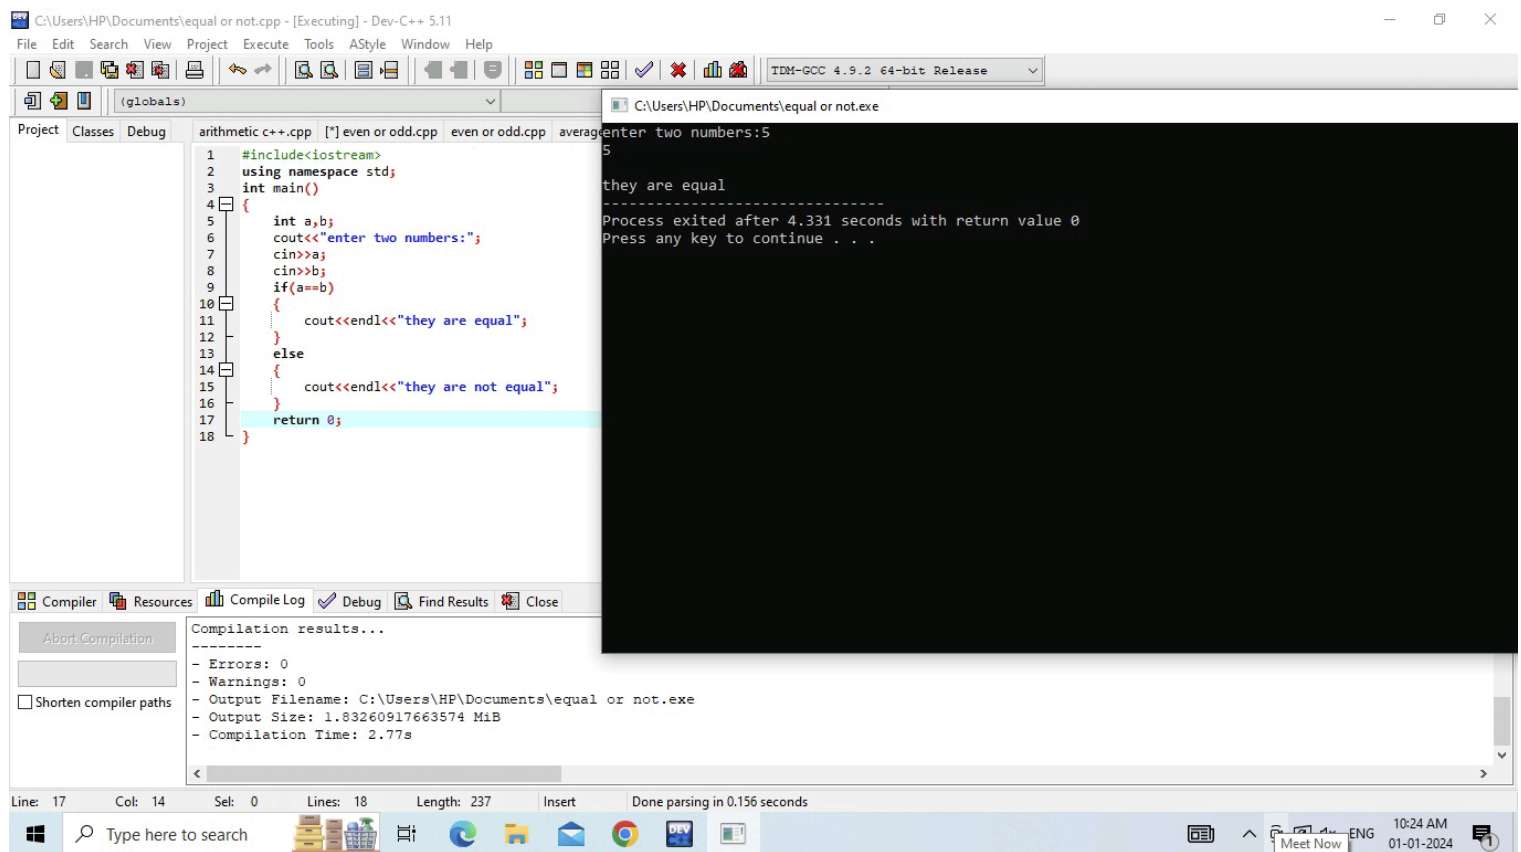 C:\Users\HP\Documents\equal or not.cpp - [Executing] - Dev-C++ 5.11
File Edit Search View Project Execute Tools AStyle Window Help
TDM-GCC 4.9.2 64-bit Release
(globals)
C:\Users\HP\Documents\equal or not.exe
Project Classes Debug
arithmetic c++.cpp [*] even or odd.cpp even or odd.cpp average
1 #include<iostream>
2 using namespace std;
3 int main()
4 {
5 int a,b;
6 cout<<"enter two numbers:";
7 cin>>a;
8 cin>>b;
9 if(a==b)
10 {
11 cout<<endl<<"they are equal";
12 }
13 else
14 {
15 cout<<endl<<"they are not equal";
16 }
17 return 0;
18 }
enter two numbers:5
5
they are equal
--------------------------------
Process exited after 4.331 seconds with return value 0
Press any key to continue . . .
Compiler Resources Compile Log Debug Find Results Close
Abort Compilation
Shorten compiler paths
Compilation results...
--------
- Errors: 0
- Warnings: 0
- Output Filename: C:\Users\HP\Documents\equal or not.exe
- Output Size: 1.83260917663574 MiB
- Compilation Time: 2.77s
Line: 17 Col: 14 Sel: 0 Lines: 18 Length: 237 Insert Done parsing in 0.156 seconds
Type here to search
DEV
ENG
10:24 AM
01-01-2024
1
Meet Now